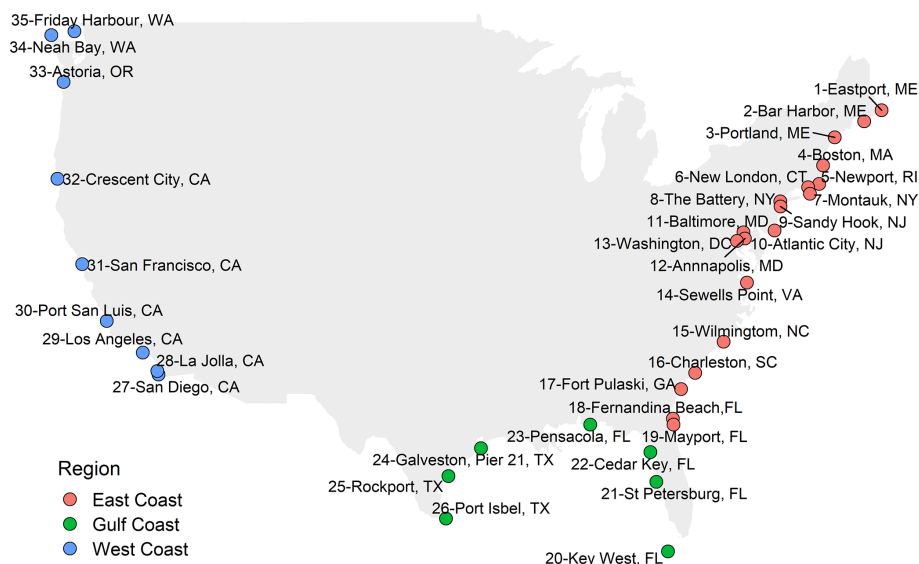 35-Friday Harbour, WA
34-Neah Bay, WA
33-Astoria, OR
1-Eastport, ME
2-Bar Harbor, ME
3-Portland, ME
4-Boston, MA
6-New London, CT
5-Newport, RI
32-Crescent City, CA
8-The Battery, NY
7-Montauk, NY
11-Baltimore, MD
9-Sandy Hook, NJ
13-Washington, DC
10-Atlantic City, NJ
31-San Francisco, CA
12-Annnapolis, MD
14-Sewells Point, VA
30-Port San Luis, CA
15-Wilmingtom, NC
29-Los Angeles, CA
28-La Jolla, CA
16-Charleston, SC
27-San Diego, CA
17-Fort Pulaski, GA
18-Fernandina Beach,FL
23-Pensacola, FL
19-Mayport, FL
24-Galveston, Pier 21, TX
22-Cedar Key, FL
25-Rockport, TX
21-St Petersburg, FL
26-Port Isbel, TX
20-Key West, FL
Region
East Coast
Gulf Coast
West Coast